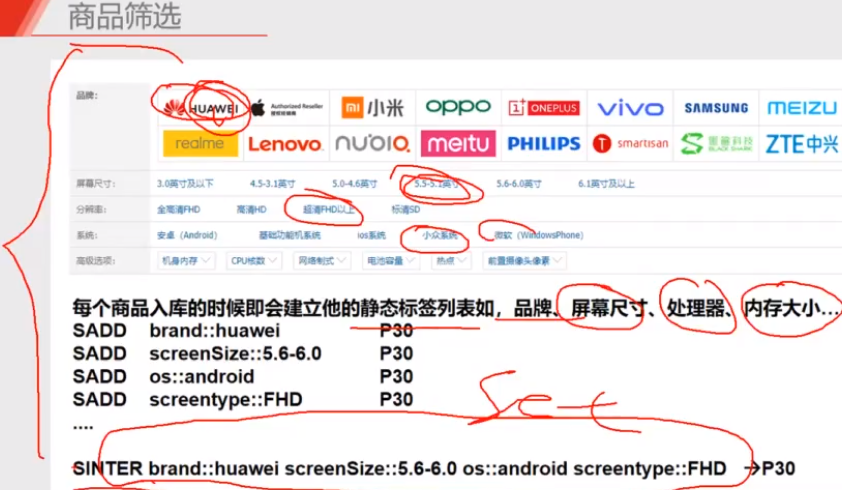 商品筛选
品牌: HUAWEI Authorized Reseller 授权经销商 mi 小米 oppo 1+ ONEPLUS vivo SAMSUNG MEIZU
realme Lenovo. nubia meitu PHILIPS T smartisan 黑鲨科技 BLACK SHARK ZTE中兴
屏幕尺寸: 3.0英寸及以下 4.5-3.1英寸 5.0-4.6英寸 5.5-5.1英寸 5.6-6.0英寸 6.1英寸及以上
分辨率: 全高清FHD 高清HD 超清FHD以上 标清SD
系统: 安卓（Android） 基础功能机系统 ios系统 小众系统 微软（WindowsPhone）
高级选项: 机身内存 CPU核数 网络制式 电池容量 热点 前置摄像头像素
每个商品入库的时候即会建立他的静态标签列表如，品牌、屏幕尺寸、处理器、内存大小...
SADD brand::huawei P30
SADD screenSize::5.6-6.0 P30
SADD os::android P30
SADD screentype::FHD P30
....
Set
SINTER brand::huawei screenSize::5.6-6.0 os::android screentype::FHD →P30